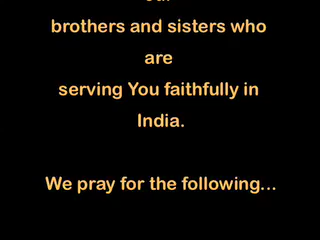 brothers and sisters who
are
serving You faithfully in
India.
We pray for the following...